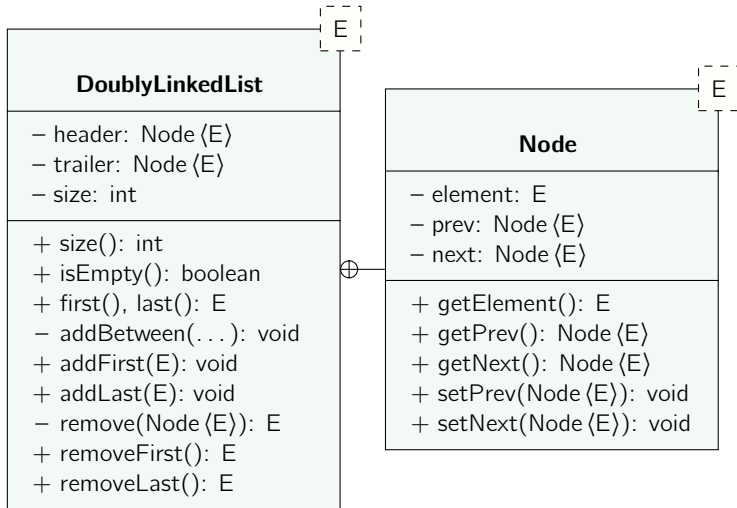 E
DoublyLinkedList
– header: Node⟨E⟩
– trailer: Node⟨E⟩
– size: int
+ size(): int
+ isEmpty(): boolean
+ first(), last(): E
– addBetween(...): void
+ addFirst(E): void
+ addLast(E): void
– remove(Node⟨E⟩): E
+ removeFirst(): E
+ removeLast(): E
E
Node
– element: E
– prev: Node⟨E⟩
– next: Node⟨E⟩
+ getElement(): E
+ getPrev(): Node⟨E⟩
+ getNext(): Node⟨E⟩
+ setPrev(Node⟨E⟩): void
+ setNext(Node⟨E⟩): void